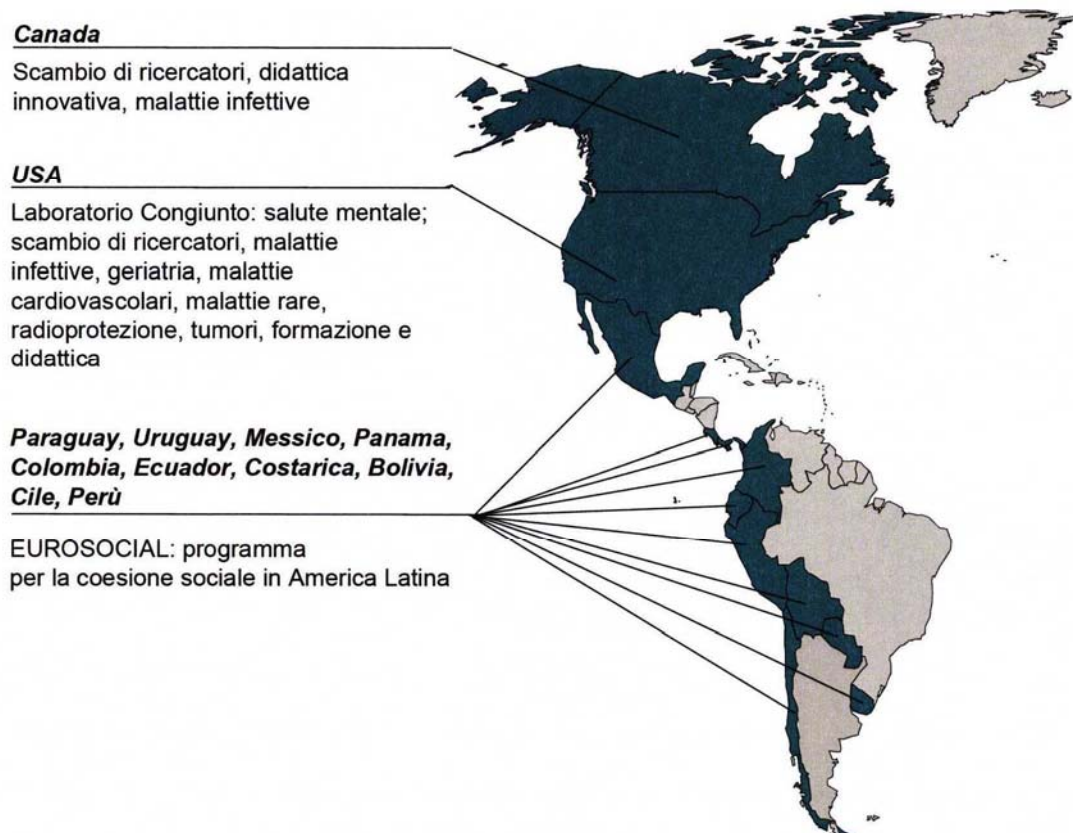 Canada
Scambio di ricercatori, didattica
innovativa, malattie infettive
USA
Laboratorio Congiunto: salute mentale;
scambio di ricercatori, malattie
infettive, geriatria, malattie
cardiovascolari, malattie rare,
radioprotezione, tumori, formazione e
didattica
Paraguay, Uruguay, Messico, Panama,
Colombia, Ecuador, Costarica, Bolivia,
Cile, Perù
EUROSOCIAL: programma
per la coesione sociale in America Latina